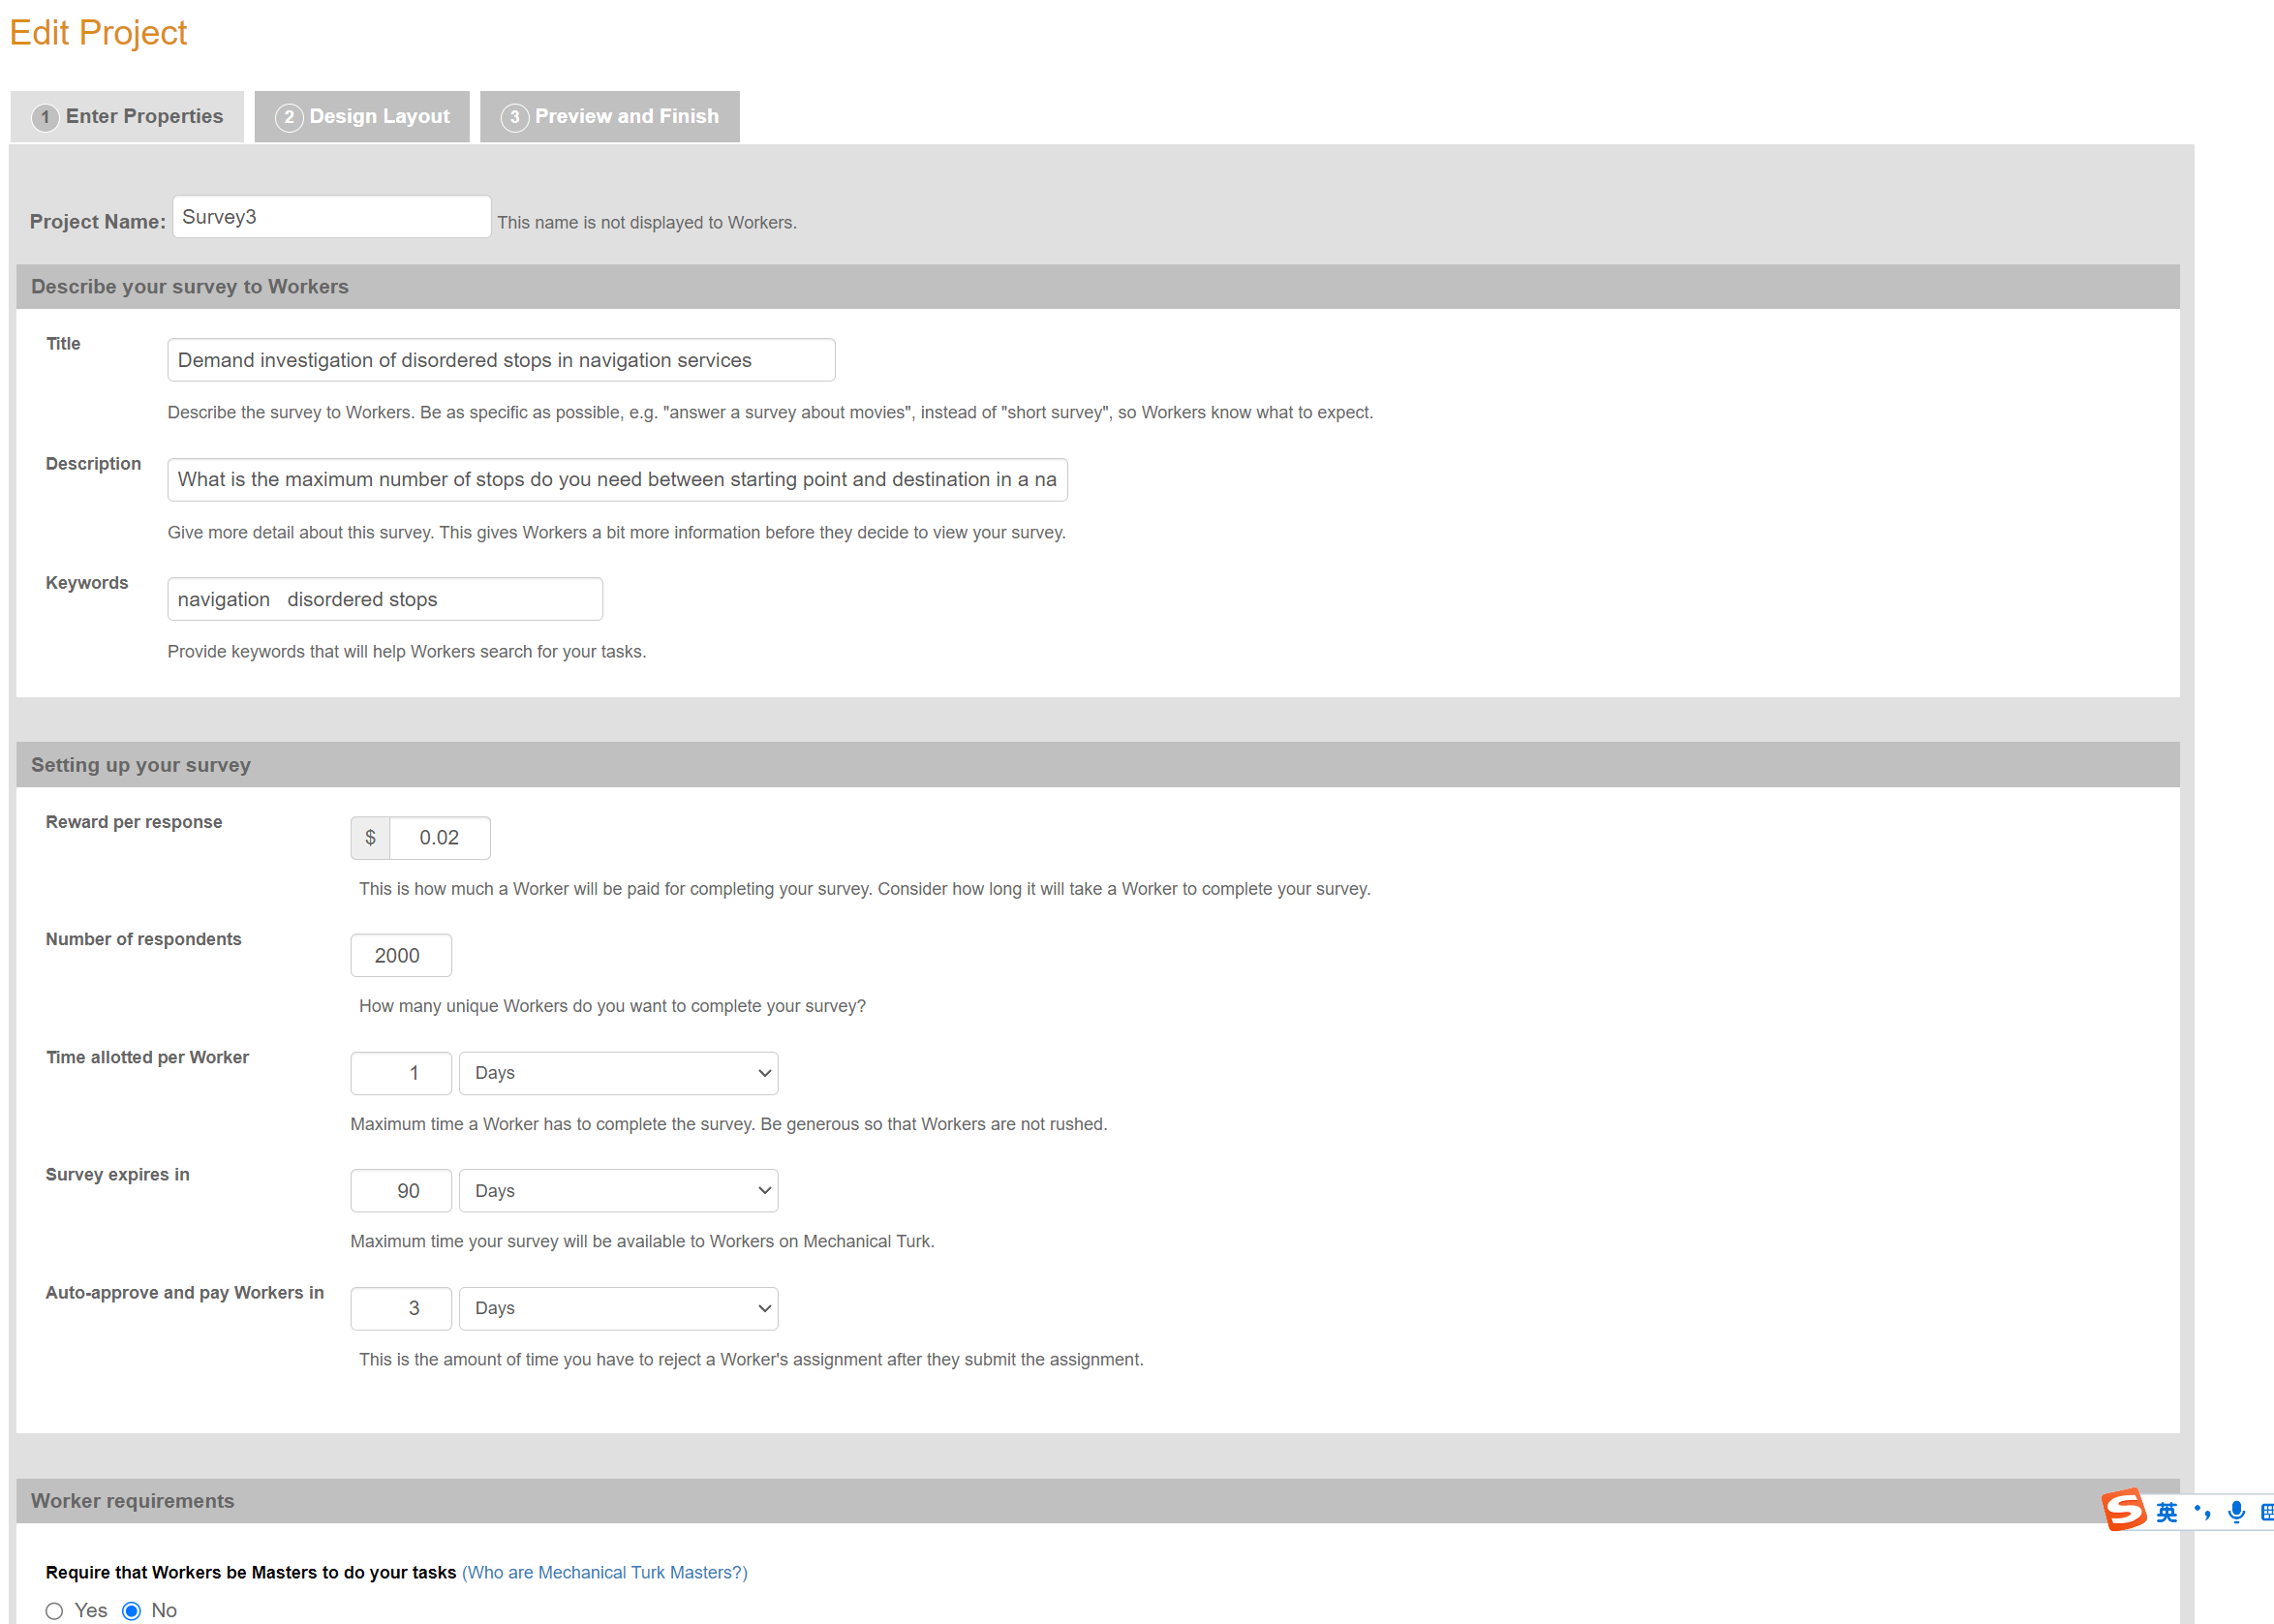 Edit Project
1 Enter Properties 2 Design Layout 3 Preview and Finish
Project Name: Survey3 This name is not displayed to Workers.
Describe your survey to Workers
Title
Demand investigation of disordered stops in navigation services
Describe the survey to Workers. Be as specific as possible, e.g. "answer a survey about movies", instead of "short survey", so Workers know what to expect.
Description
What is the maximum number of stops do you need between starting point and destination in a na
Give more detail about this survey. This gives Workers a bit more information before they decide to view your survey.
Keywords
navigation disordered stops
Provide keywords that will help Workers search for your tasks.
Setting up your survey
Reward per response
$ 0.02
This is how much a Worker will be paid for completing your survey. Consider how long it will take a Worker to complete your survey.
Number of respondents
2000
How many unique Workers do you want to complete your survey?
Time allotted per Worker
1 Days
Maximum time a Worker has to complete the survey. Be generous so that Workers are not rushed.
Survey expires in
90 Days
Maximum time your survey will be available to Workers on Mechanical Turk.
Auto-approve and pay Workers in
3 Days
This is the amount of time you have to reject a Worker's assignment after they submit the assignment.
Worker requirements
S 英
Require that Workers be Masters to do your tasks (Who are Mechanical Turk Masters?)
Yes No